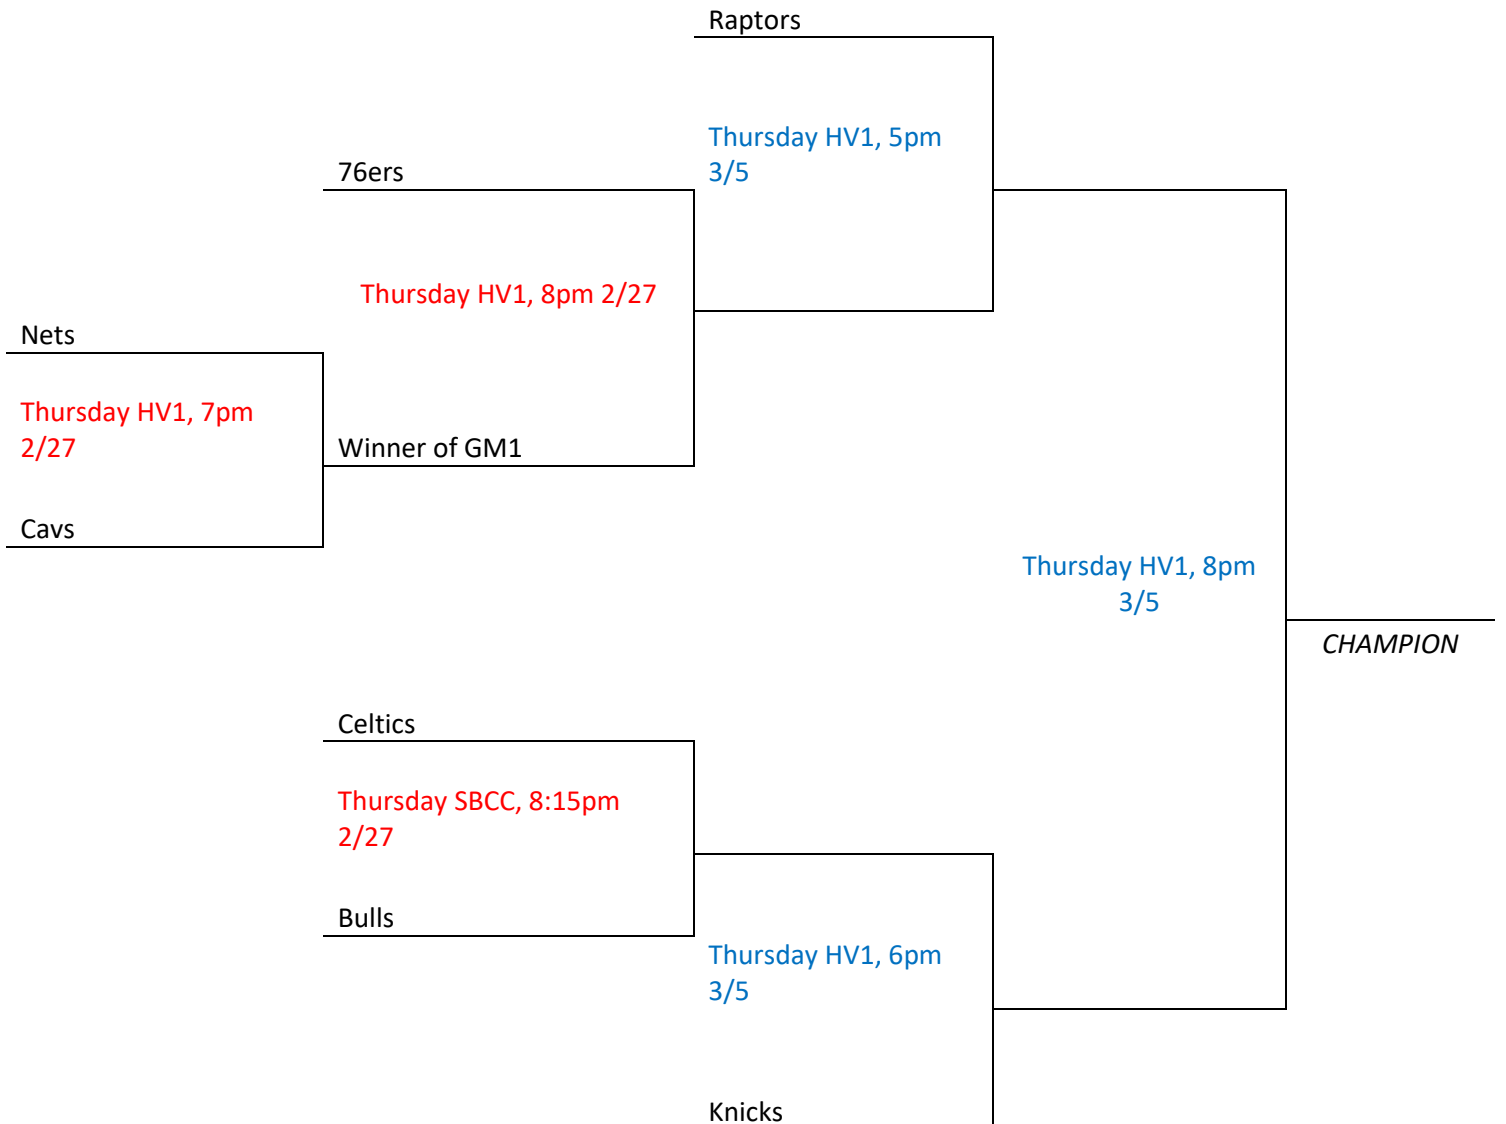 Raptors
Thursday HV1, 5pm
3/5
76ers
Thursday HV1, 8pm 2/27
Nets
Thursday HV1, 7pm
2/27
Winner of GM1
Cavs
Thursday HV1, 8pm
3/5
CHAMPION
Celtics
Thursday SBCC, 8:15pm
2/27
Bulls
Thursday HV1, 6pm
3/5
Knicks